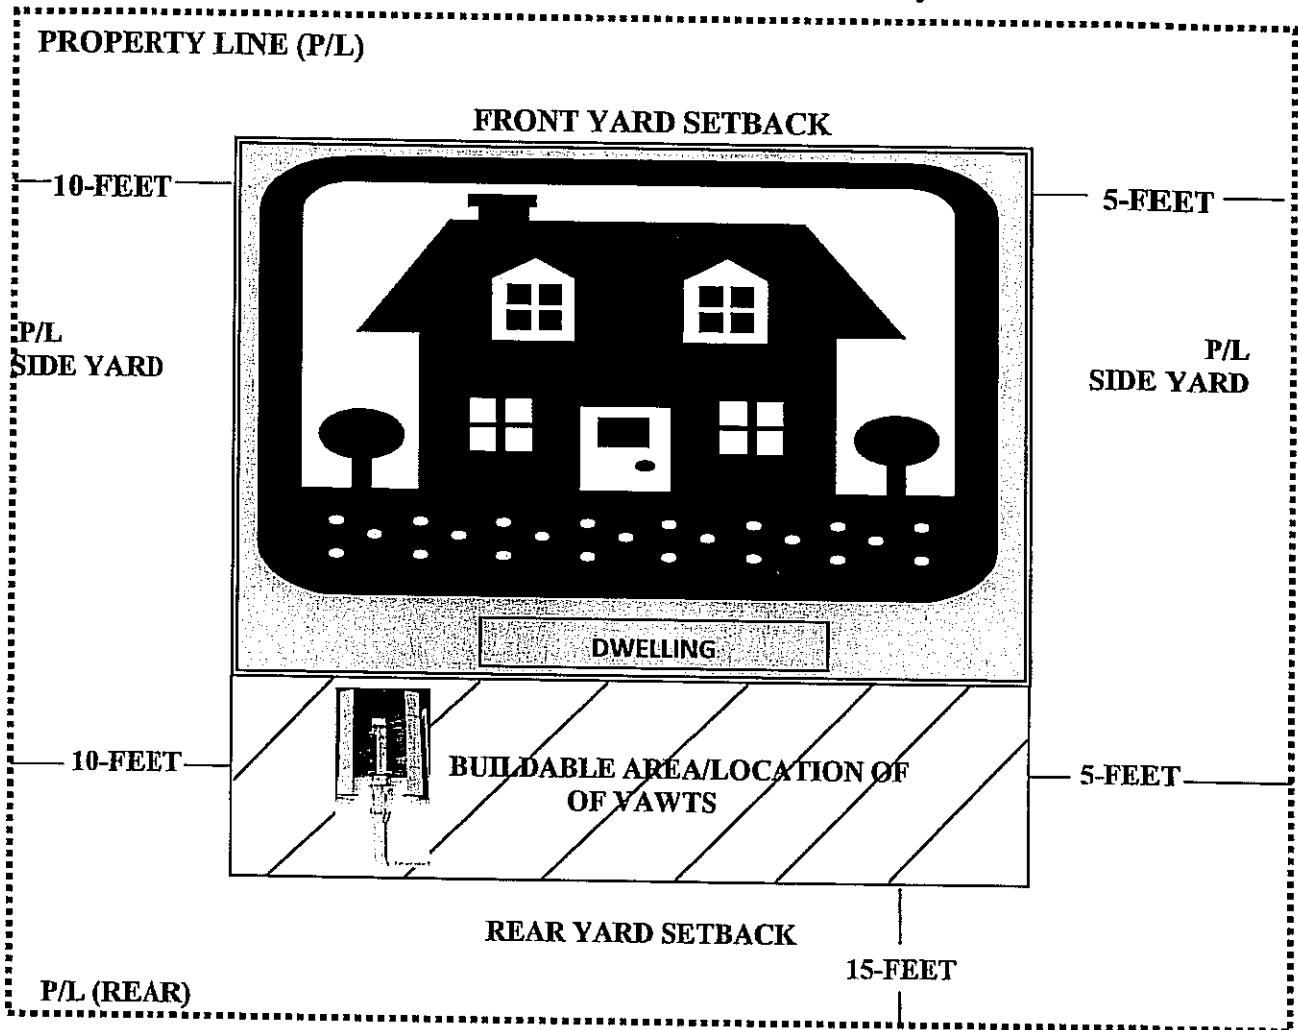 PROPERTY LINE (P/L)
FRONT YARD SETBACK
10-FEET
5-FEET
P/L
SIDE YARD
P/L
SIDE YARD
DWELLING
10-FEET
BUILDABLE AREA/LOCATION OF
OF VAWTS
5-FEET
REAR YARD SETBACK
15-FEET
P/L (REAR)